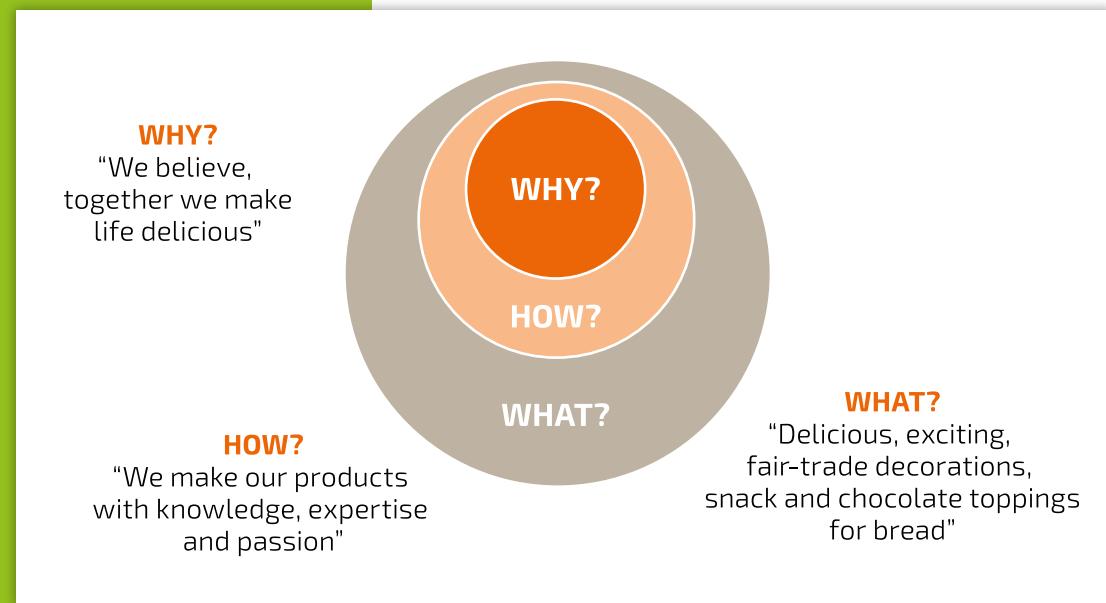 WHY?
“We believe,
together we make
life delicious”
WHY?
HOW?
WHAT?
HOW?
“We make our products
with knowledge, expertise
and passion”
WHAT?
“Delicious, exciting,
fair-trade decorations,
snack and chocolate toppings
for bread”